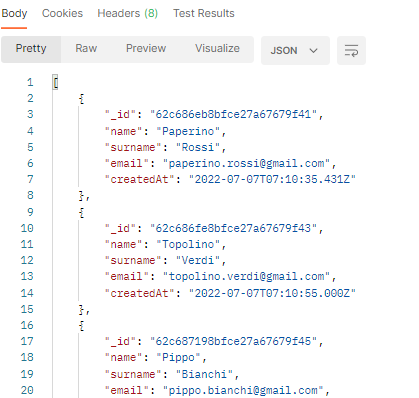 Body Cookies Headers (8) Test Results
Pretty Raw Preview Visualize JSON
1 [
2 {
3 "_id": "62c686eb8bfce27a67679f41",
4 "name": "Paperino",
5 "surname": "Rossi",
6 "email": "paperino.rossi@gmail.com",
7 "createdAt": "2022-07-07T07:10:35.431Z"
8 },
9 {
10 "_id": "62c686fe8bfce27a67679f43",
11 "name": "Topolino",
12 "surname": "Verdi",
13 "email": "topolino.verdi@gmail.com",
14 "createdAt": "2022-07-07T07:10:55.000Z"
15 },
16 {
17 "_id": "62c687198bfce27a67679f45",
18 "name": "Pippo",
19 "surname": "Bianchi",
20 "email": "pippo.bianchi@gmail.com",